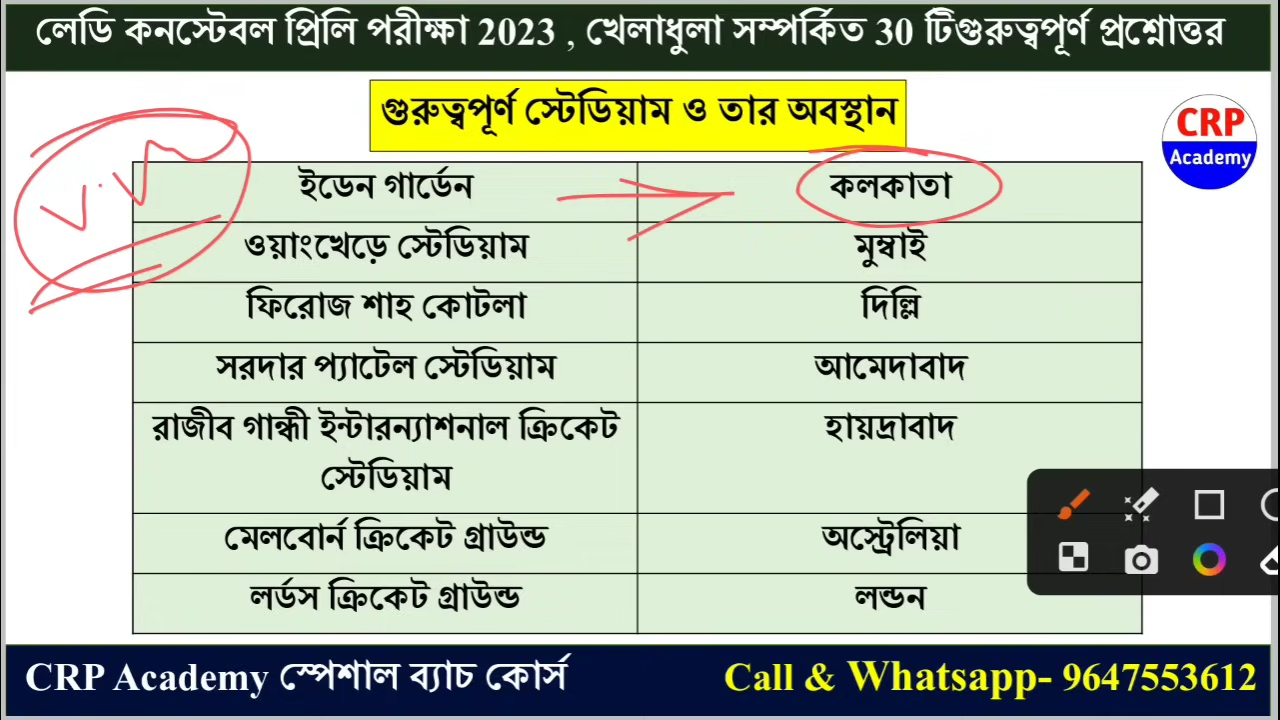 লেডি কনস্টেবল প্রিলি পরীক্ষা 2023 , খেলাধুলা সম্পর্কিত 30 টিগুরুত্বপূর্ণ প্রশ্নোত্তর
গুরুত্বপূর্ণ স্টেডিয়াম ও তার অবস্থান
CRP
Academy
V.V
ইডেন গার্ডেন কলকাতা
ওয়াংখেড়ে স্টেডিয়াম মুম্বাই
ফিরোজ শাহ কোটলা দিল্লি
সরদার প্যাটেল স্টেডিয়াম আমেদাবাদ
রাজীব গান্ধী ইন্টারন্যাশনাল ক্রিকেট হায়দ্রাবাদ
স্টেডিয়াম
মেলবোর্ন ক্রিকেট গ্রাউন্ড অস্ট্রেলিয়া
লর্ডস ক্রিকেট গ্রাউন্ড লন্ডন
CRP Academy স্পেশাল ব্যাচ কোর্স Call & Whatsapp- 9647553612